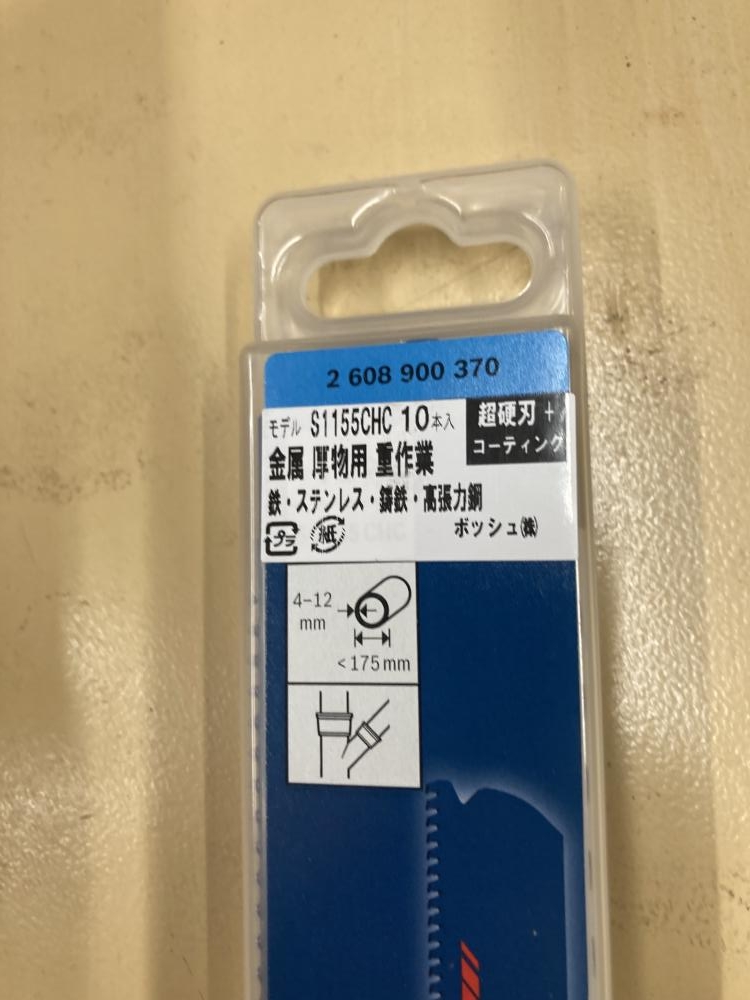 2 608 900 370
モデル S1155CHC 10本入
超硬刃 +
コーティング
金属 厚物用 重作業
鉄・ステンレス・鋳鉄・高張力鋼
プラ 紙 ボッシュ㈱
4–12
mm
<175mm